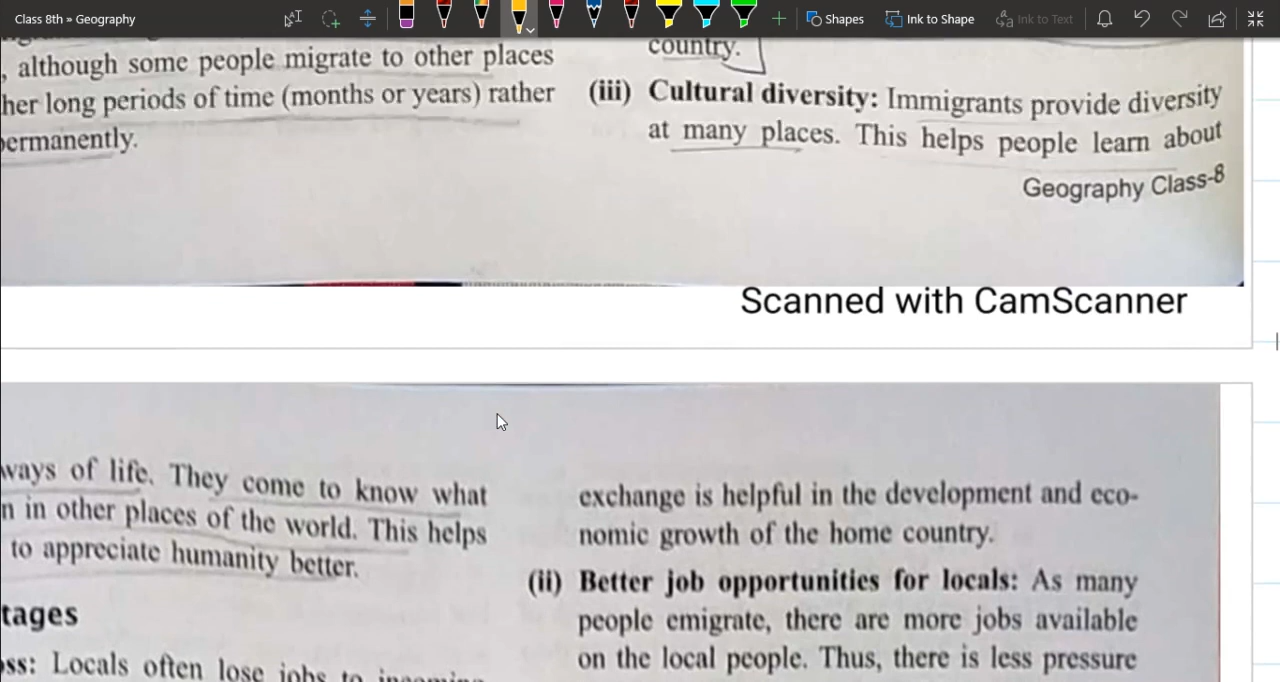 Class 8th » Geography
Shapes
Ink to Shape
Ink to Text
, although some people migrate to other places
her long periods of time (months or years) rather
permanently.
country.
(iii) Cultural diversity: Immigrants provide diversity
at many places. This helps people learn about
Geography Class-8
Scanned with CamScanner
ways of life. They come to know what
n in other places of the world. This helps
to appreciate humanity better.
tages
ss: Locals often lose jobs to incoming
exchange is helpful in the development and eco-
nomic growth of the home country.
(ii) Better job opportunities for locals: As many
people emigrate, there are more jobs available
on the local people. Thus, there is less pressure